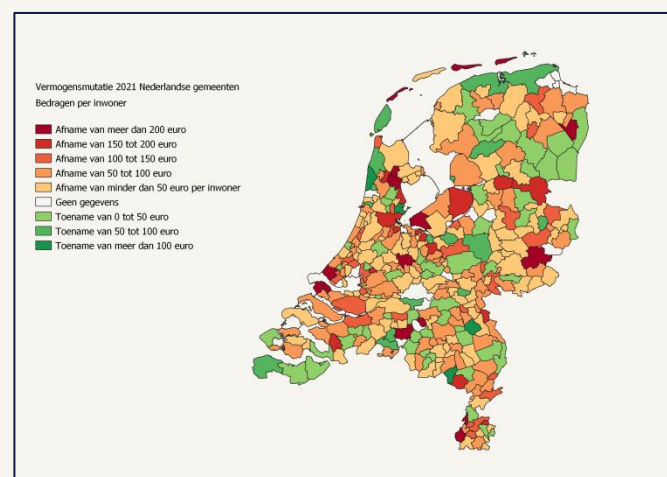 Vermogensmutatie 2021 Nederlandse gemeenten
Bedragen per inwoner
Afname van meer dan 200 euro
Afname van 150 tot 200 euro
Afname van 100 tot 150 euro
Afname van 50 tot 100 euro
Afname van minder dan 50 euro per inwoner
Geen gegevens
Toename van 0 tot 50 euro
Toename van 50 tot 100 euro
Toename van meer dan 100 euro